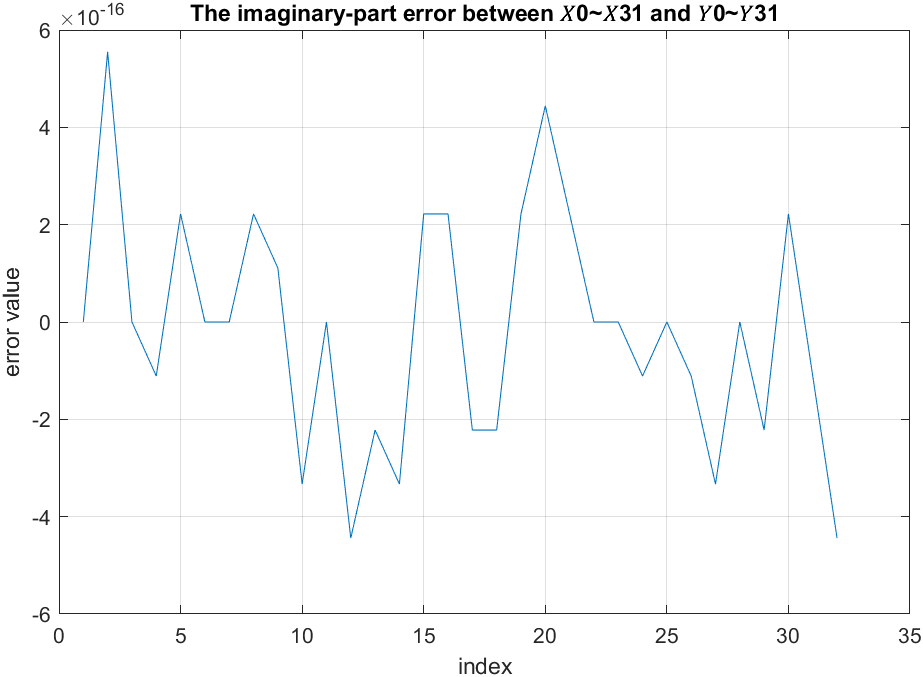 The imaginary-part error between X0~X31 and Y0~Y31
×10^-16
6
4
2
0
-2
-4
-6
error value
0 5 10 15 20 25 30 35
index